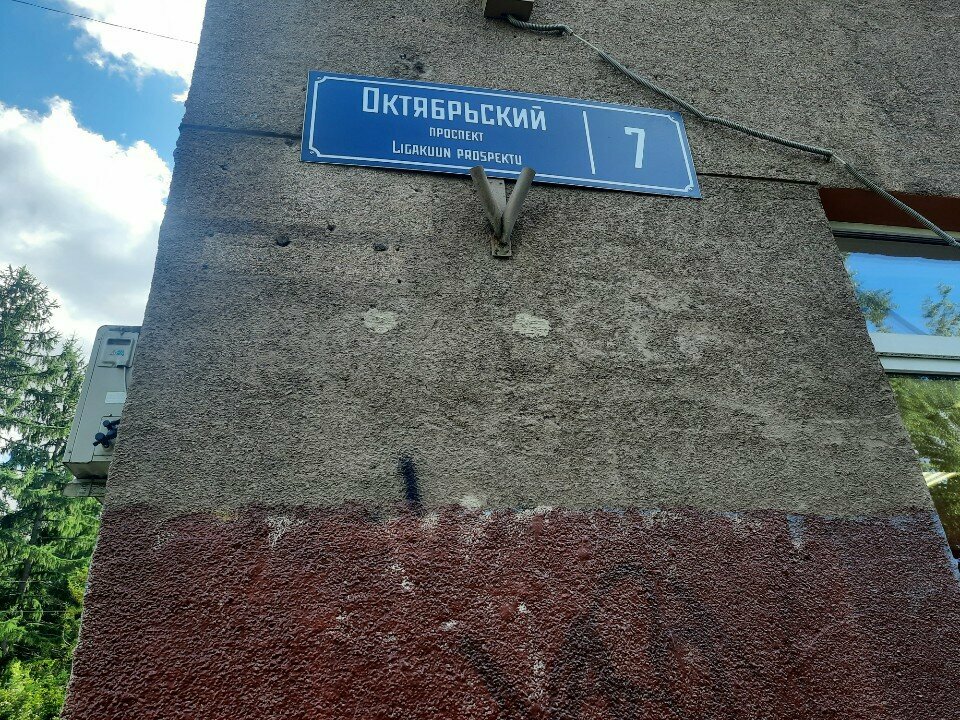 Октябрьский
проспект
Ligakuun prospektu
7